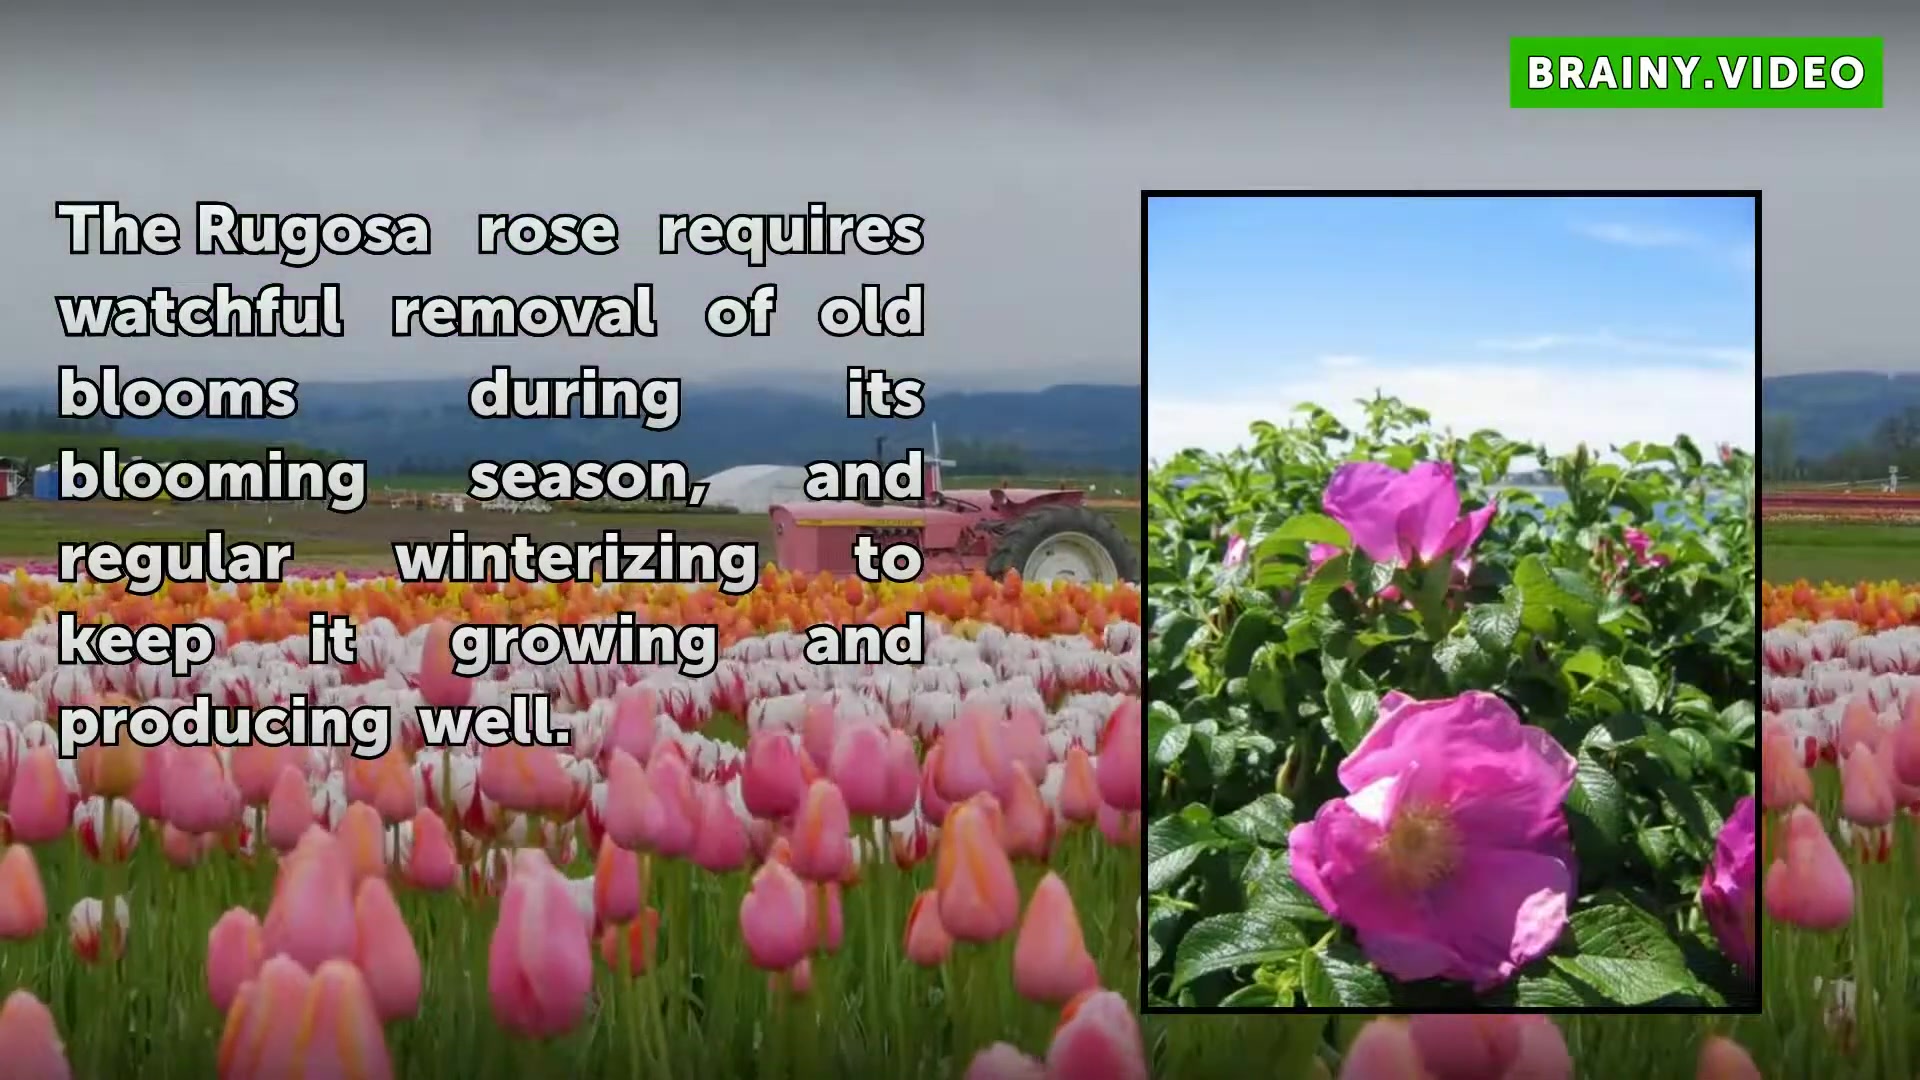 BRAINY.VIDEO
The Rugosa rose requires
watchful removal of old
blooms during its
blooming season, and
regular winterizing to
keep it growing and
producing well.